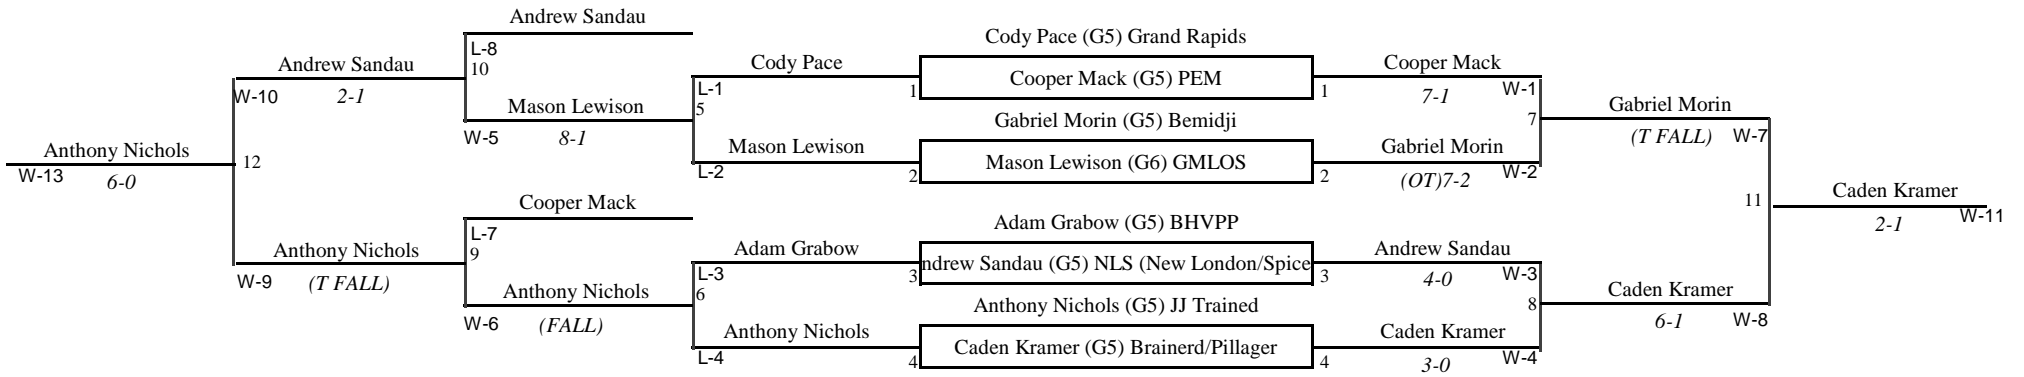 Andrew Sandau
Cody Pace (G5) Grand Rapids
L-8
Andrew Sandau
10
Cody Pace
Cooper Mack (G5) PEM
Cooper Mack
W-10
2-1
L-1
1
1
7-1
W-1
Mason Lewison
5
Gabriel Morin (G5) Bemidji
7
Gabriel Morin
W-5
8-1
(T FALL)
W-7
Anthony Nichols
12
Mason Lewison
Mason Lewison (G6) GMLOS
Gabriel Morin
W-13
6-0
L-2
2
2
(OT)7-2
W-2
Cooper Mack
11
Caden Kramer
2-1
W-11
L-7
Adam Grabow (G5) BHVPP
Anthony Nichols
9
Adam Grabow
ndrew Sandau (G5) NLS (New London/Spice
Andrew Sandau
W-9
(T FALL)
L-3
3
3
4-0
W-3
Anthony Nichols
6
Anthony Nichols (G5) JJ Trained
8
Caden Kramer
W-6
(FALL)
6-1
W-8
Anthony Nichols
Caden Kramer (G5) Brainerd/Pillager
Caden Kramer
L-4
4
4
3-0
W-4